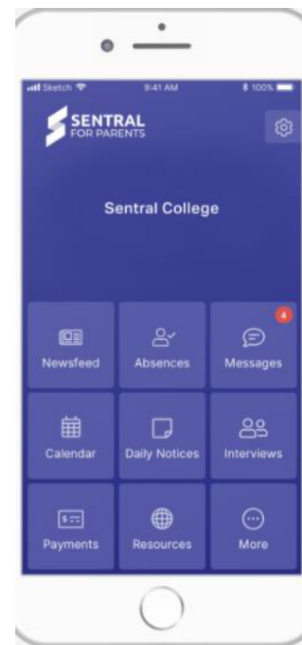 Sketch 9:41 AM 100%
SENTRAL
FOR PARENTS
Sentral College
4
Newsfeed Absences Messages
Calendar Daily Notices Interviews
$
Payments Resources More